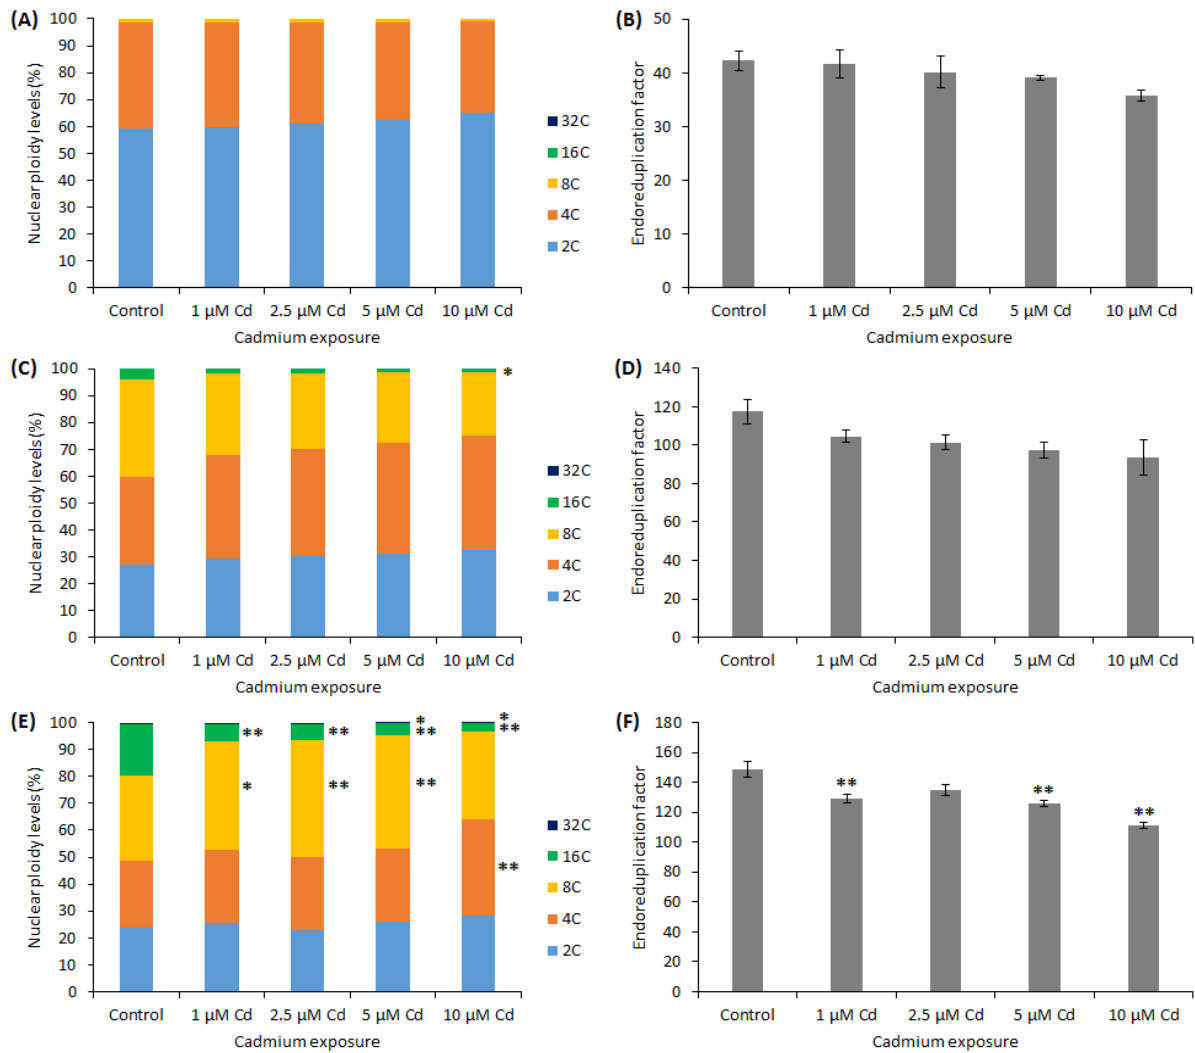 (A)
Nuclear ploidy levels (%)
100
90
80
70
60
50
40
30
20
10
0
Control 1 µM Cd 2.5 µM Cd 5 µM Cd 10 µM Cd
Cadmium exposure
32C
16C
8C
4C
2C
(B)
Endoreduplication factor
50
40
30
20
10
0
Control 1 µM Cd 2.5 µM Cd 5 µM Cd 10 µM Cd
Cadmium exposure
(C)
Nuclear ploidy levels (%)
100
90
80
70
60
50
40
30
20
10
0
*
Control 1 µM Cd 2.5 µM Cd 5 µM Cd 10 µM Cd
Cadmium exposure
32C
16C
8C
4C
2C
(D)
Endoreduplication factor
140
120
100
80
60
40
20
0
Control 1 µM Cd 2.5 µM Cd 5 µM Cd 10 µM Cd
Cadmium exposure
(E)
Nuclear ploidy levels (%)
100
90
80
70
60
50
40
30
20
10
0
* *
** ** ** **
* ** **
**
Control 1 µM Cd 2.5 µM Cd 5 µM Cd 10 µM Cd
Cadmium exposure
32C
16C
8C
4C
2C
(F)
Endoreduplication factor
180
160
140
120
100
80
60
40
20
0
** ** **
Control 1 µM Cd 2.5 µM Cd 5 µM Cd 10 µM Cd
Cadmium exposure